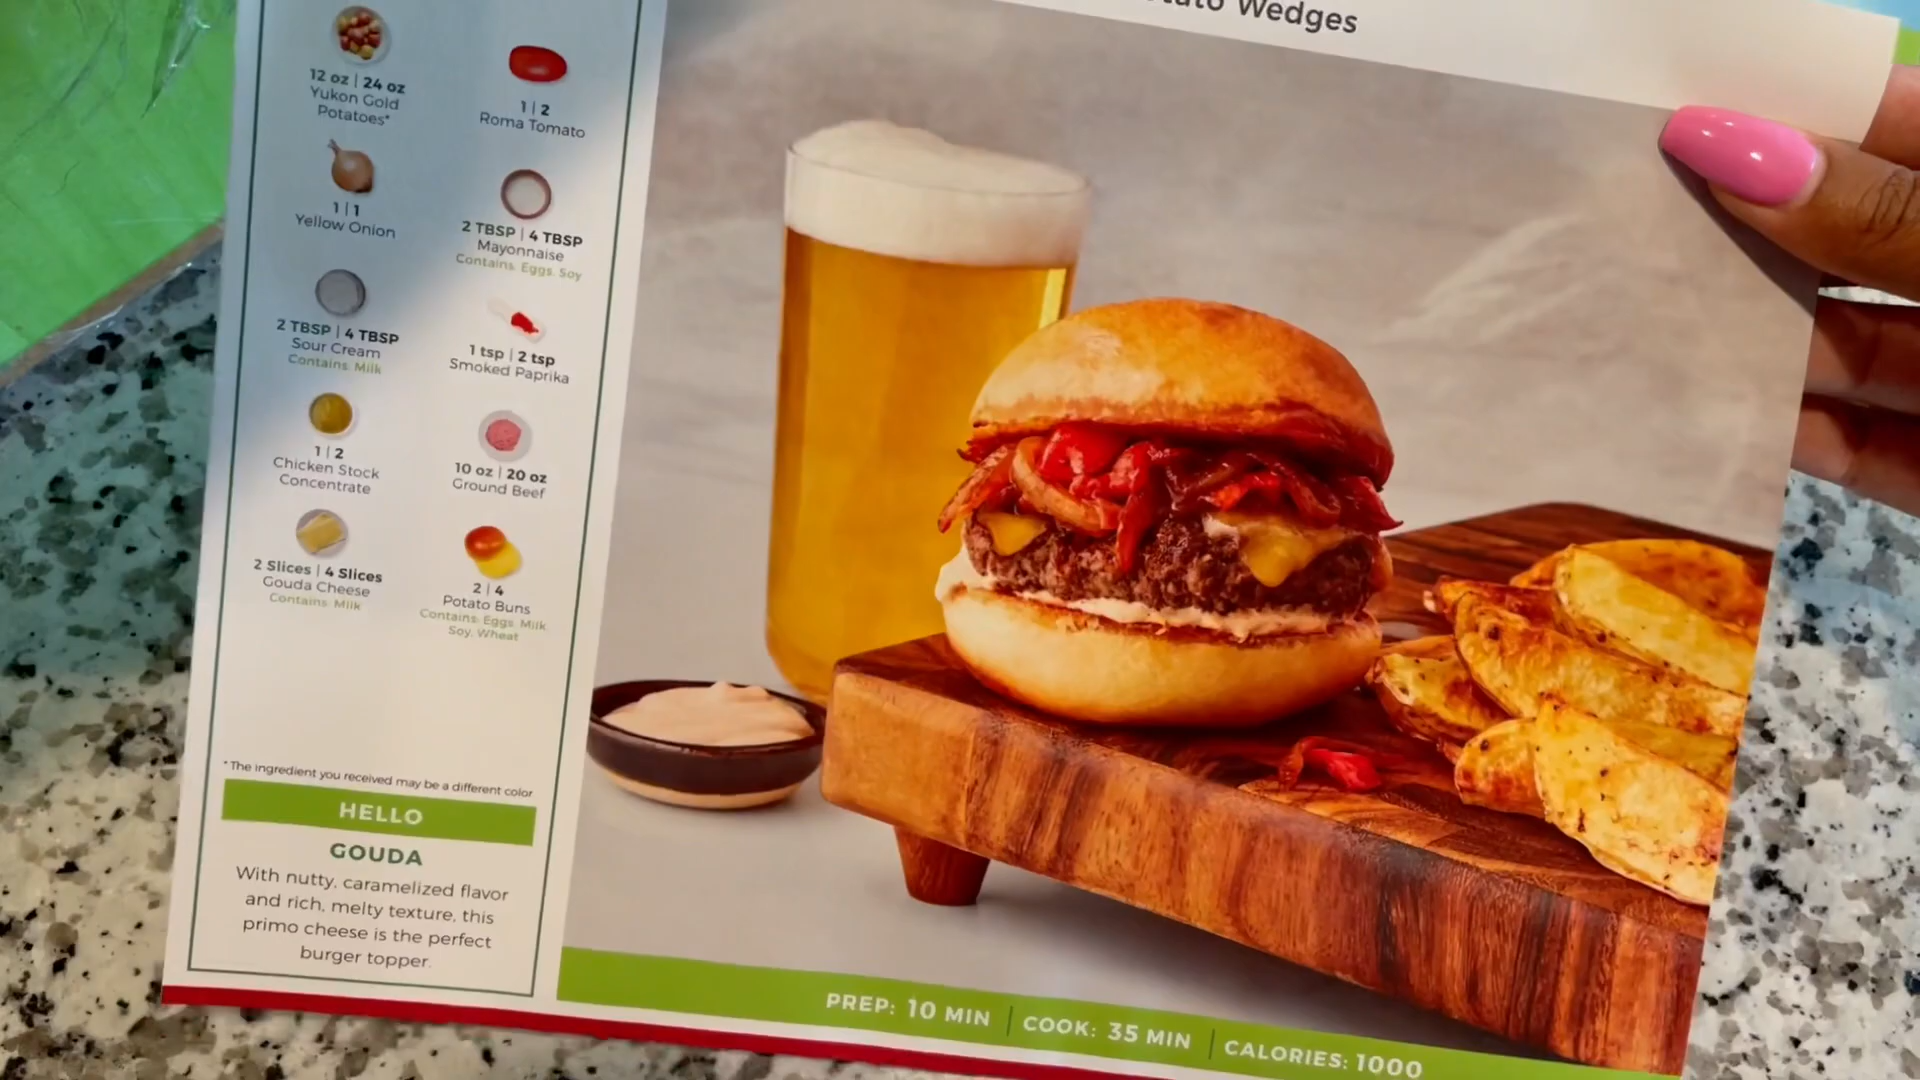 Wedges
12 oz | 24 oz
Yukon Gold
Potatoes*
1 | 2
Roma Tomato
1 | 1
Yellow Onion
2 TBSP | 4 TBSP
Mayonnaise
Contains: Eggs, Soy
2 TBSP | 4 TBSP
Sour Cream
Contains: Milk
1 tsp | 2 tsp
Smoked Paprika
1 | 2
Chicken Stock
Concentrate
10 oz | 20 oz
Ground Beef
2 Slices | 4 Slices
Gouda Cheese
Contains: Milk
2 | 4
Potato Buns
Contains: Eggs, Milk,
Soy, Wheat
* The ingredient you received may be a different color
HELLO
GOUDA
With nutty, caramelized flavor
and rich, melty texture, this
primo cheese is the perfect
burger topper.
PREP: 10 MIN | COOK: 35 MIN | CALORIES: 1000